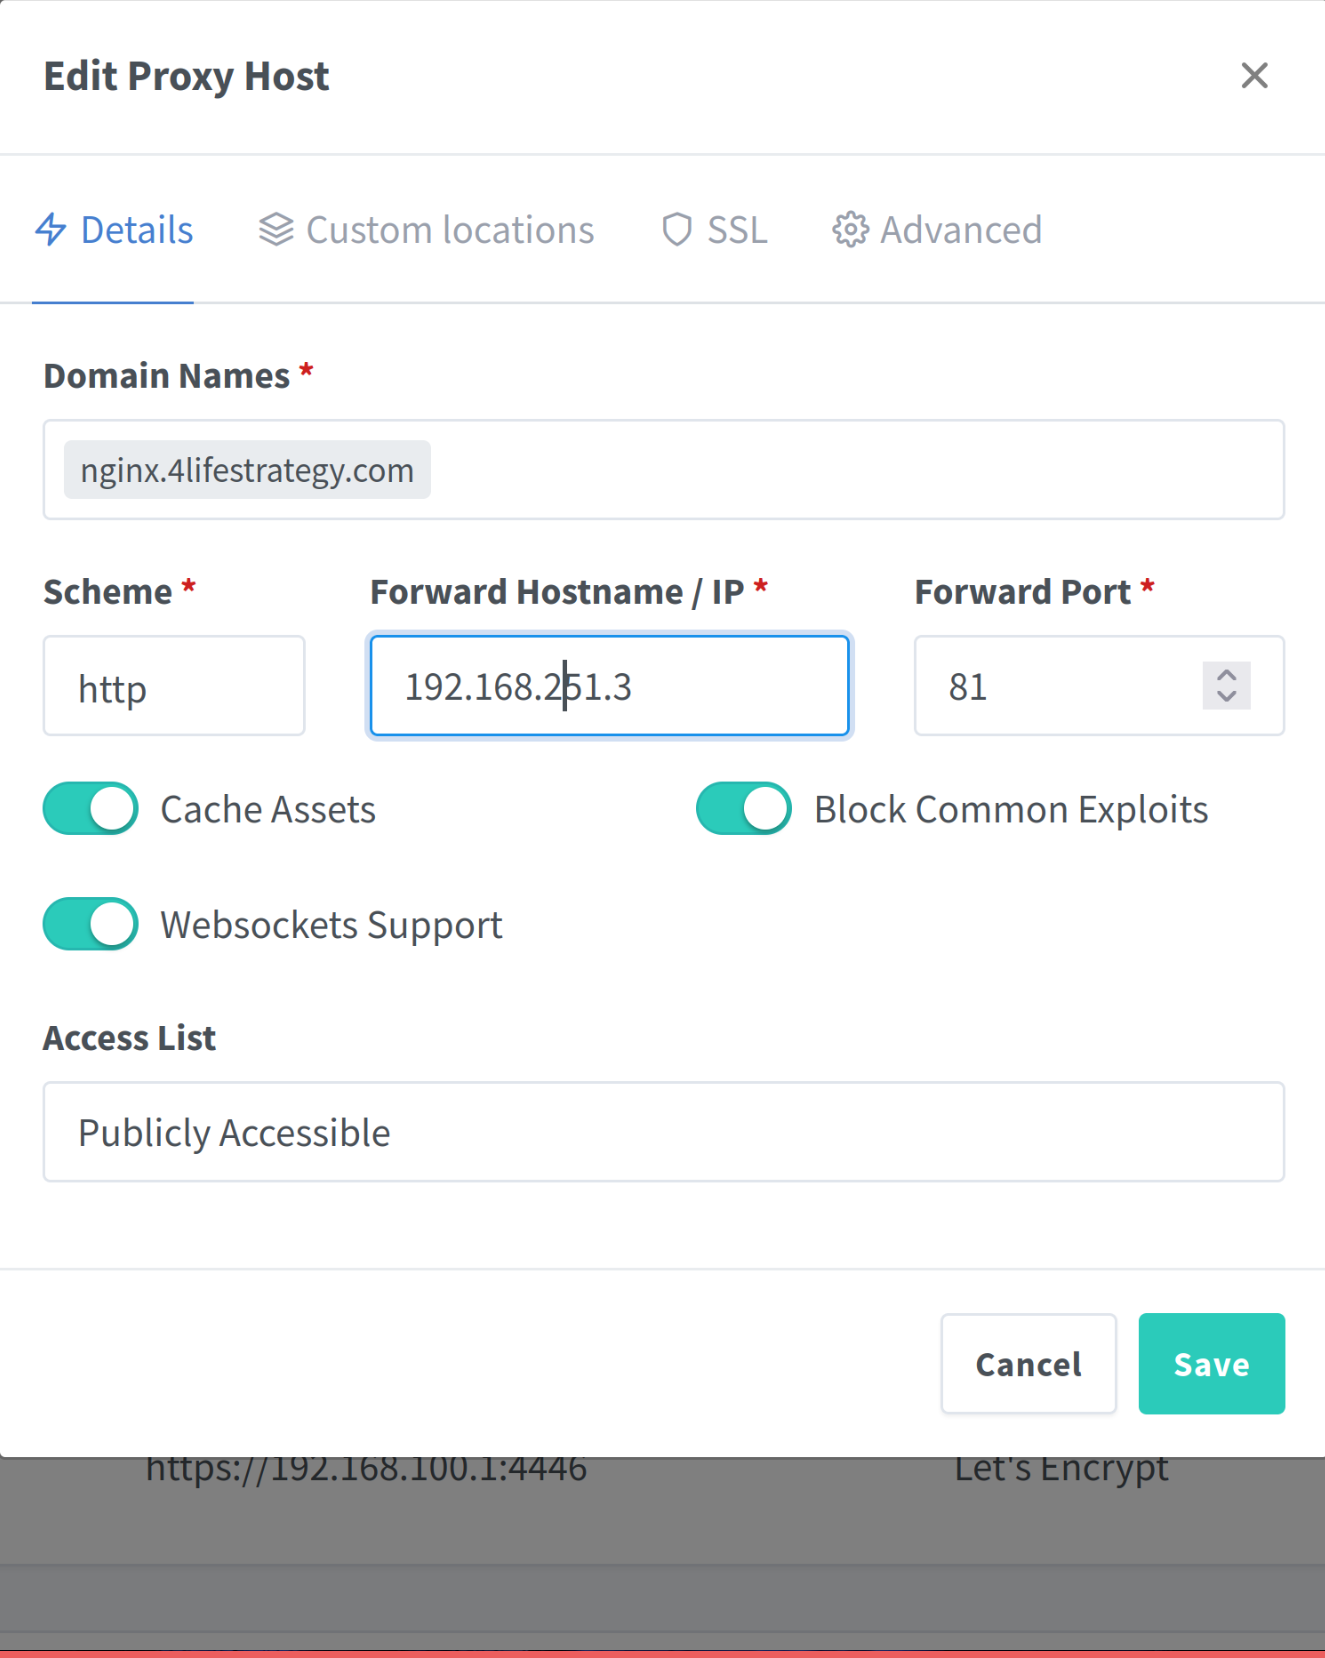 Edit Proxy Host
Details Custom locations SSL Advanced
Domain Names *
nginx.4lifestrategy.com
Scheme * Forward Hostname / IP * Forward Port *
http 192.168.251.3 81
Cache Assets Block Common Exploits
Websockets Support
Access List
Publicly Accessible
Cancel Save
https://192.168.100.1:4446 Let's Encrypt